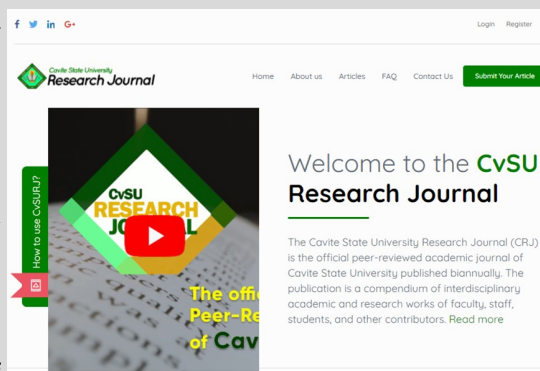 Login Register
Cavite State University
Research Journal
Home About us Articles FAQ Contact Us Submit Your Article
How to use CvSURJ?
CvSU
RESEARCH
The offi
Peer-Re
of Cav
Welcome to the CvSU
Research Journal
The Cavite State University Research Journal (CRJ)
is the official peer-reviewed academic journal of
Cavite State University published biannually. The
publication is a compendium of interdisciplinary
academic and research works of faculty, staff,
students, and other contributors. Read more